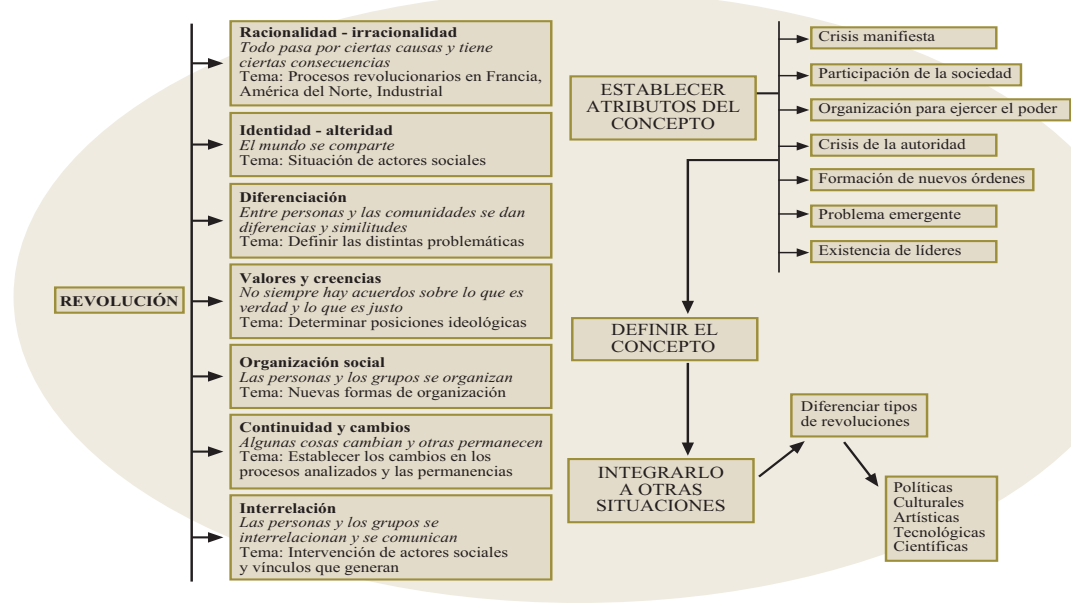 REVOLUCIÓN
Racionalidad - irracionalidad
Todo pasa por ciertas causas y tiene
ciertas consecuencias
Tema: Procesos revolucionarios en Francia,
América del Norte, Industrial
Identidad - alteridad
El mundo se comparte
Tema: Situación de actores sociales
Diferenciación
Entre personas y las comunidades se dan
diferencias y similitudes
Tema: Definir las distintas problemáticas
Valores y creencias
No siempre hay acuerdos sobre lo que es
verdad y lo que es justo
Tema: Determinar posiciones ideológicas
Organización social
Las personas y los grupos se organizan
Tema: Nuevas formas de organización
Continuidad y cambios
Algunas cosas cambian y otras permanecen
Tema: Establecer los cambios en los
procesos analizados y las permanencias
Interrelación
Las personas y los grupos se
interrelacionan y se comunican
Tema: Intervención de actores sociales
y vínculos que generan
ESTABLECER
ATRIBUTOS DEL
CONCEPTO
Crisis manifiesta
Participación de la sociedad
Organización para ejercer el poder
Crisis de la autoridad
Formación de nuevos órdenes
Problema emergente
Existencia de líderes
DEFINIR EL
CONCEPTO
INTEGRARLO
A OTRAS
SITUACIONES
Diferenciar tipos
de revoluciones
Políticas
Culturales
Artísticas
Tecnológicas
Científicas